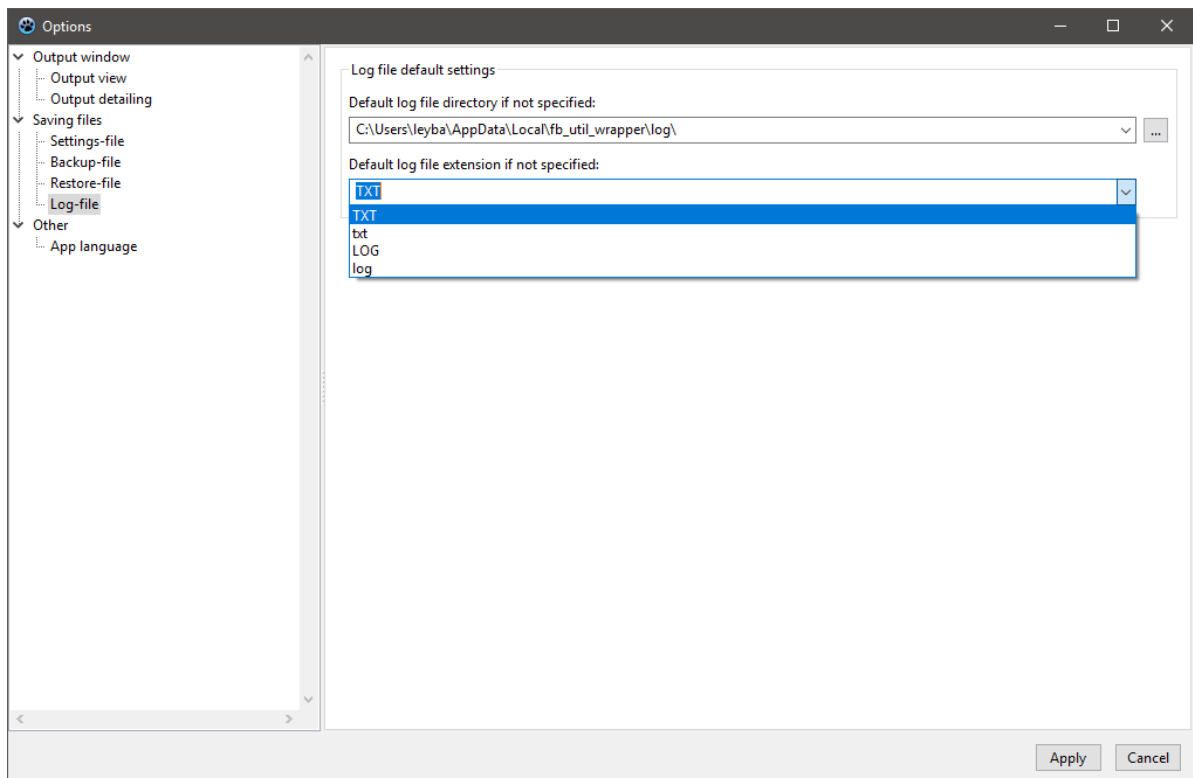 Options
Output window
Output view
Output detailing
Saving files
Settings-file
Backup-file
Restore-file
Log-file
Other
App language
Log file default settings
Default log file directory if not specified:
C:\Users\leyba\AppData\Local\fb_util_wrapper\log\
...
Default log file extension if not specified:
TXT
TXT
txt
LOG
log
Apply
Cancel